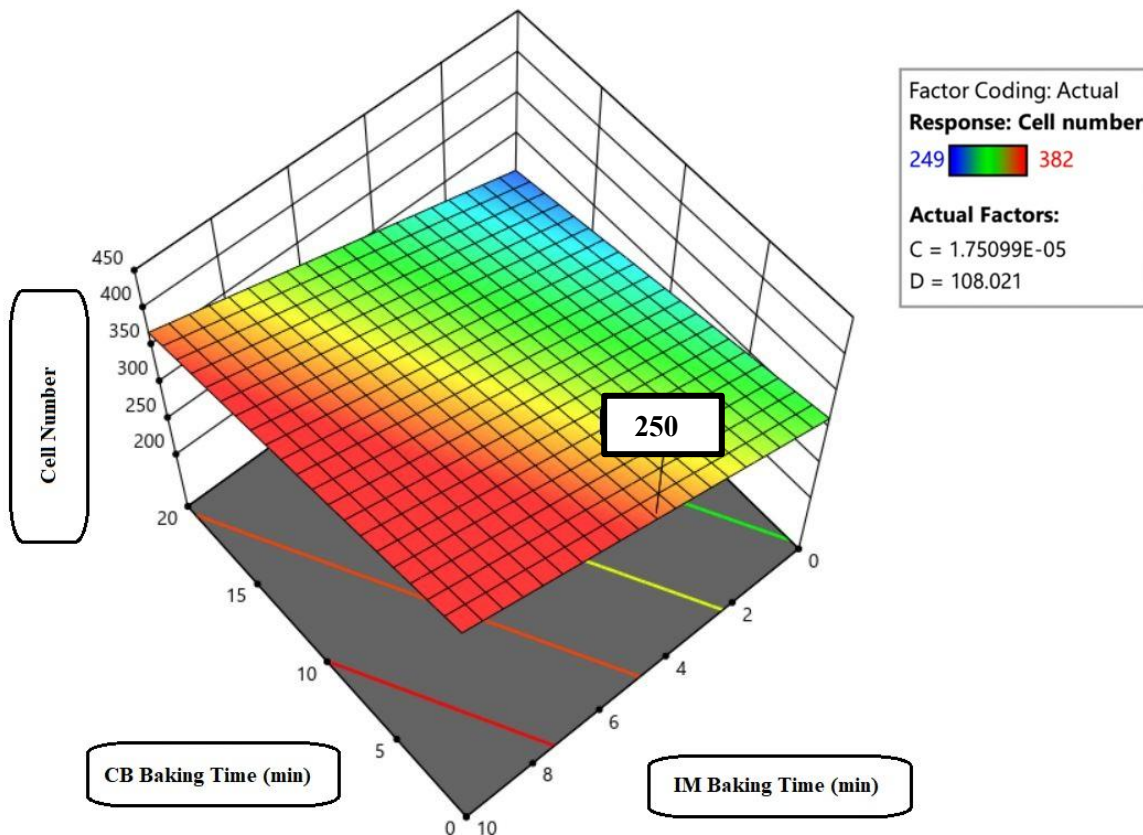 Factor Coding: Actual
Response: Cell number
249 382
Actual Factors:
C = 1.75099E-05
D = 108.021
450
400
350
300
250
200
Cell Number
250
20
15
10
5
0
10
8
6
4
2
0
CB Baking Time (min)
IM Baking Time (min)